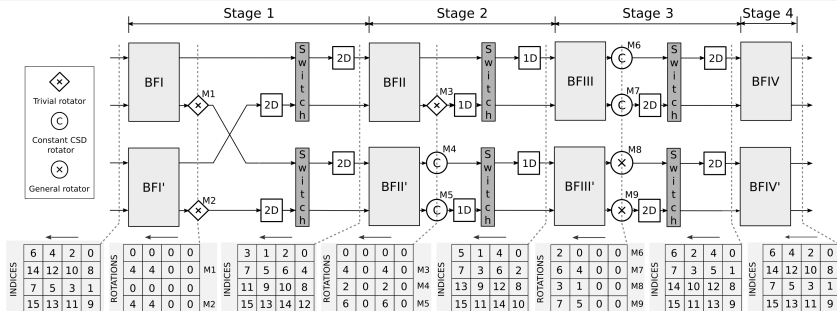 Stage 1 Stage 2 Stage 3 Stage 4
BFI Switch 2D BFII 1D Switch BFIII C M6 Switch 2D BFIV
Trivial rotator
M1 2D M3 1D C M7 2D
C
Constant CSD
rotator
General rotator
BFI' Switch 2D BFII' C M4 Switch 1D BFIII' M8 Switch 2D BFIV'
M2 2D C M5 1D M9 2D
INDICES ROTATIONS INDICES ROTATIONS INDICES ROTATIONS INDICES INDICES
6 4 2 0 0 0 0 0 3 1 2 0 0 0 0 0 5 1 4 0 2 0 0 0 M6 6 2 4 0 6 4 2 0
14 12 10 8 4 4 0 0 M1 7 5 6 4 4 0 4 0 M3 7 3 6 2 6 4 0 0 M7 7 3 5 1 14 12 10 8
7 5 3 1 0 0 0 0 11 9 10 8 2 0 2 0 M4 13 9 12 8 3 1 0 0 M8 14 10 12 8 7 5 3 1
15 13 11 9 4 4 0 0 M2 15 13 14 12 6 0 6 0 M5 15 11 14 10 7 5 0 0 M9 15 11 13 9 15 13 11 9